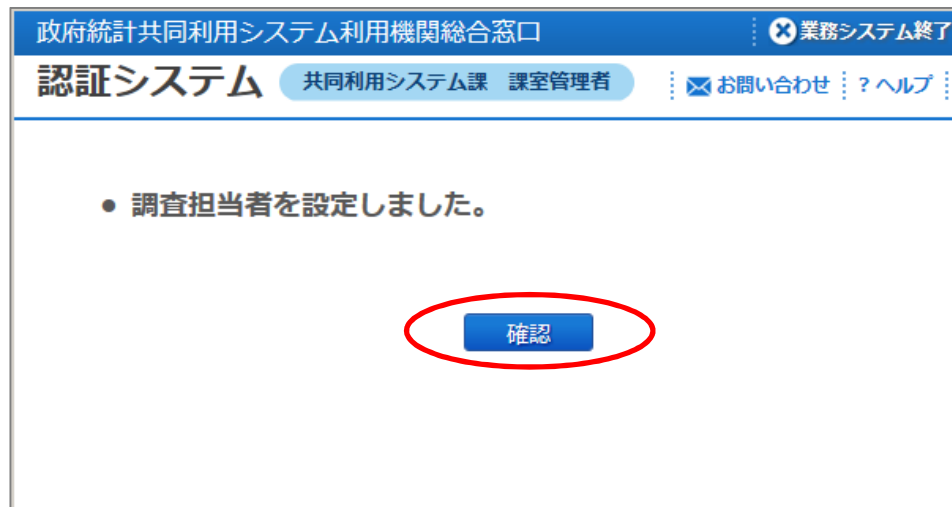 政府統計共同利用システム利用機関総合窓口
業務システム終了
認証システム 共同利用システム課 課室管理者 お問い合わせ ? ヘルプ
● 調査担当者を設定しました。
確認